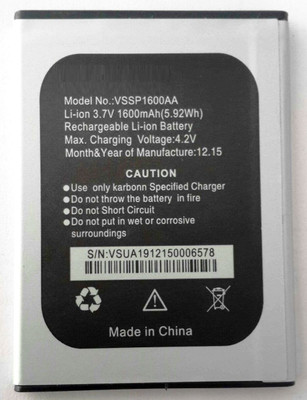 Model No.:VSSP1600AA
Li-ion 3.7V 1600mAh(5.92Wh)
Rechargeable Li-ion Battery
Max. Charging Voltage:4.2V
Month&Year of Manufacture: 12.15
CAUTION
Use only karbonn Specified Charger
Do not throw the battery in fire
Do not Short Circuit
Do not put in wet or corrosive
surroundings
S/N:VSUA1912150006578
Made in China